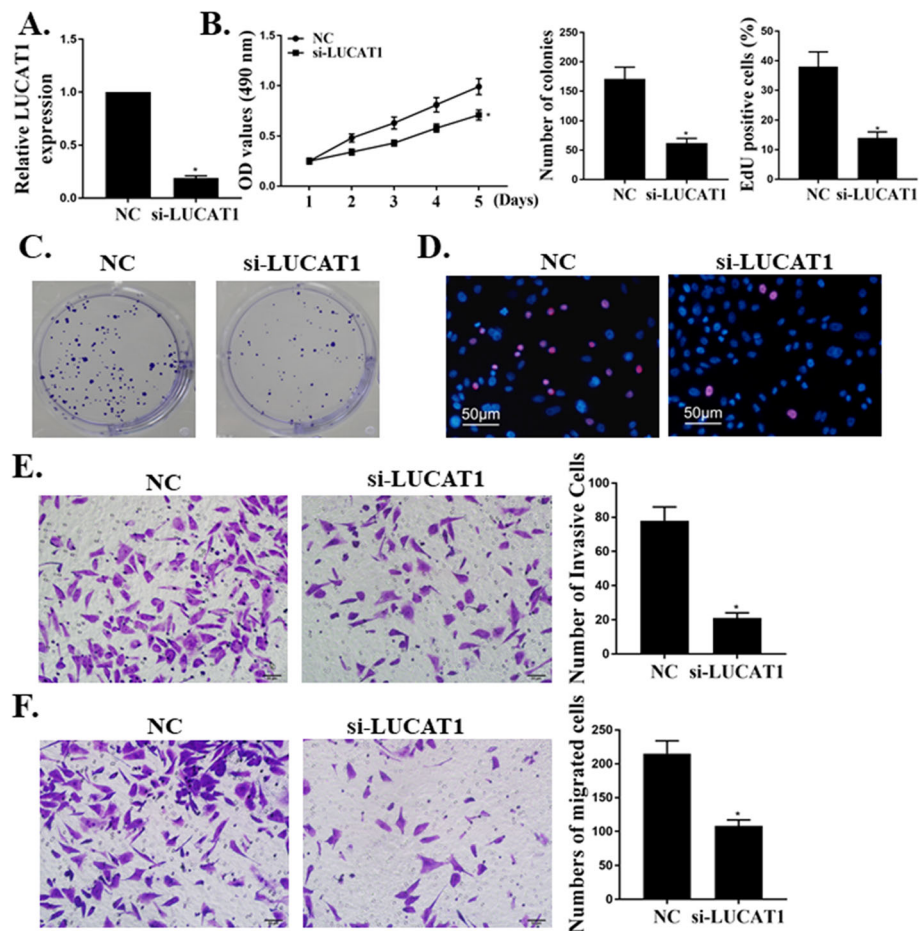 A.
Relative LUCAT1
expression
1.5
1.0
0.5
0.0
NC
si-LUCAT1
*
B.
OD values (490 nm)
1.5
1.0
0.5
0.0
NC
si-LUCAT1
*
1 2 3 4 5 (Days)
Number of colonies
200
150
100
50
0
NC
si-LUCAT1
*
EdU positive cells (%)
50
40
30
20
10
0
NC
si-LUCAT1
*
C.
NC
si-LUCAT1
D.
NC
si-LUCAT1
50μm
50μm
E.
NC
si-LUCAT1
Number of Invasive Cells
100
80
60
40
20
0
NC
si-LUCAT1
*
F.
NC
si-LUCAT1
Numbers of migrated cells
250
200
150
100
50
0
NC
si-LUCAT1
*